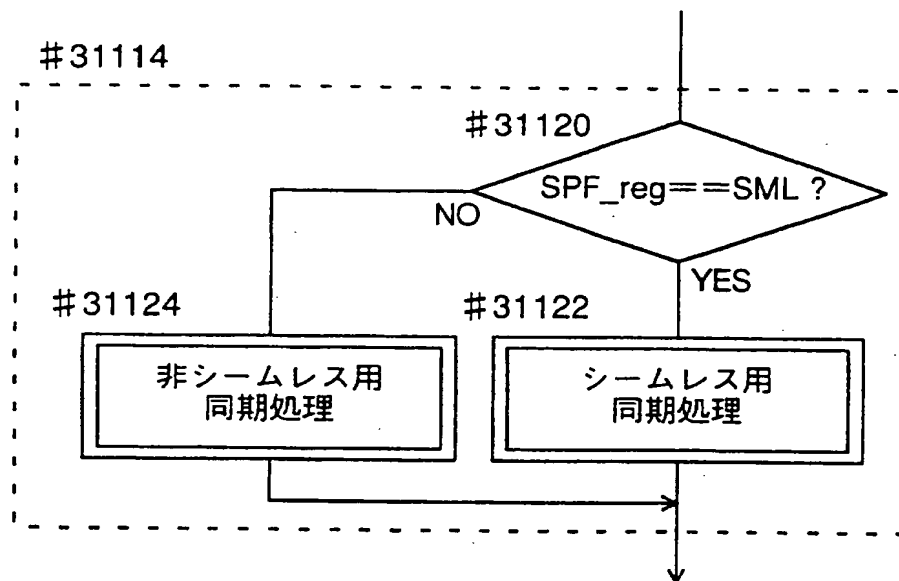 #31114
#31120
SPF_reg==SML ?
NO
YES
#31124
#31122
非シームレス用
同期処理
シームレス用
同期処理